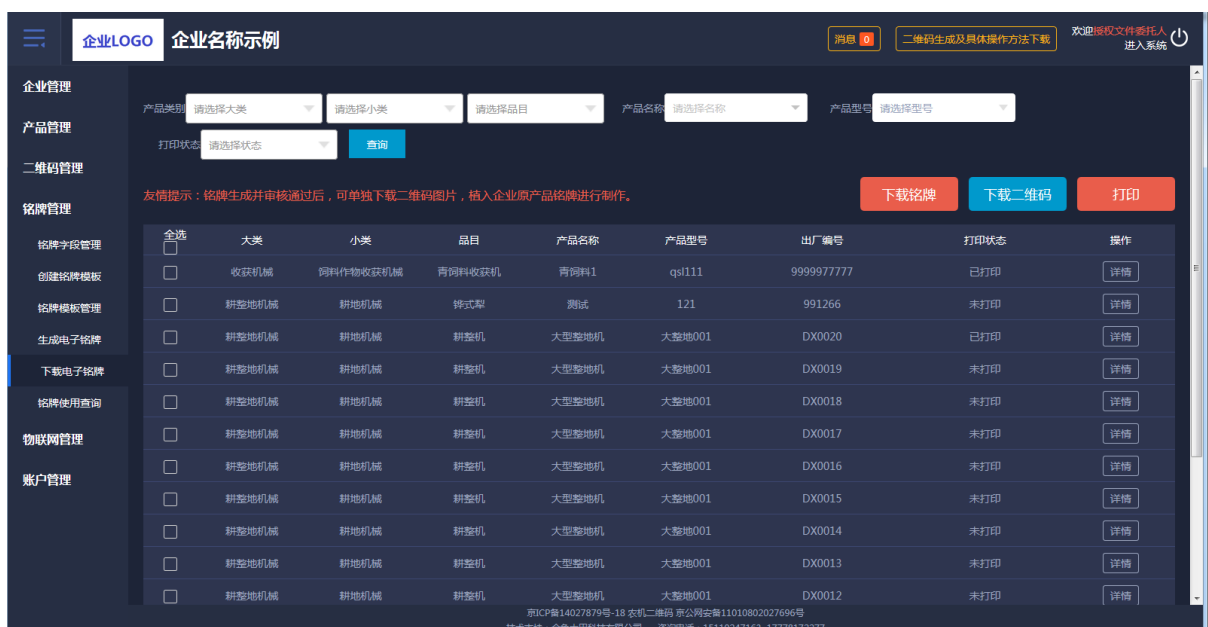 企业LOGO 企业名称示例 消息 0 二维码生成及具体操作方法下载 欢迎授权文件委托人
进入系统
企业管理
产品管理
二维码管理
铭牌管理
铭牌字段管理
创建铭牌模板
铭牌模板管理
生成电子铭牌
下载电子铭牌
铭牌使用查询
物联网管理
账户管理
产品类别 请选择大类 请选择小类 请选择品目 产品名称 请选择名称 产品型号 请选择型号
打印状态 请选择状态 查询
友情提示：铭牌生成并审核通过后，可单独下载二维码图片，植入企业原产品铭牌进行制作。 下载铭牌 下载二维码 打印
全选 大类 小类 品目 产品名称 产品型号 出厂编号 打印状态 操作
收获机械 饲料作物收获机械 青饲料收获机 青饲料1 qsl111 9999977777 已打印 详情
耕整地机械 耕地机械 铧式犁 测试 121 991266 未打印 详情
耕整地机械 耕地机械 耕整机 大型整地机 大整地001 DX0020 已打印 详情
耕整地机械 耕地机械 耕整机 大型整地机 大整地001 DX0019 未打印 详情
耕整地机械 耕地机械 耕整机 大型整地机 大整地001 DX0018 未打印 详情
耕整地机械 耕地机械 耕整机 大型整地机 大整地001 DX0017 未打印 详情
耕整地机械 耕地机械 耕整机 大型整地机 大整地001 DX0016 未打印 详情
耕整地机械 耕地机械 耕整机 大型整地机 大整地001 DX0015 未打印 详情
耕整地机械 耕地机械 耕整机 大型整地机 大整地001 DX0014 未打印 详情
耕整地机械 耕地机械 耕整机 大型整地机 大整地001 DX0013 未打印 详情
耕整地机械 耕地机械 耕整机 大型整地机 大整地001 DX0012 未打印 详情
京ICP备14027879号-18 农机二维码 京公网安备11010802027696号